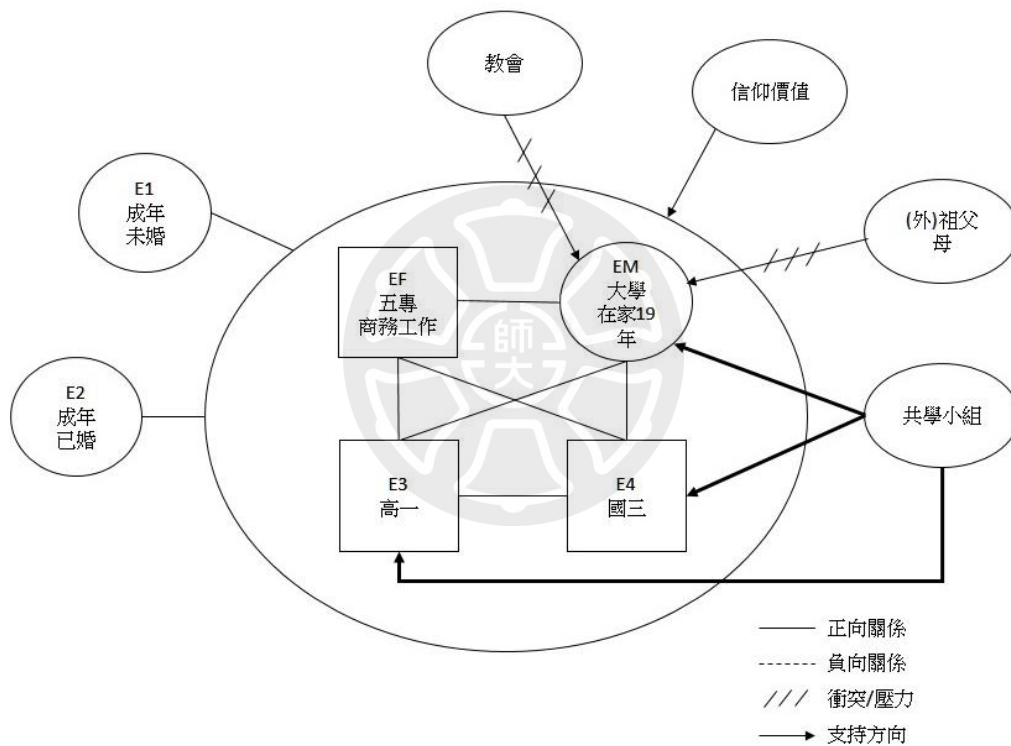 教會
信仰價值
E1
成年
未婚
(外)祖父
母
EF
五專
商務工作
EM
大學
在家19
年
師
大
E2
成年
已婚
共學小組
E3
高一
E4
國三
正向關係
負向關係
衝突/壓力
支持方向